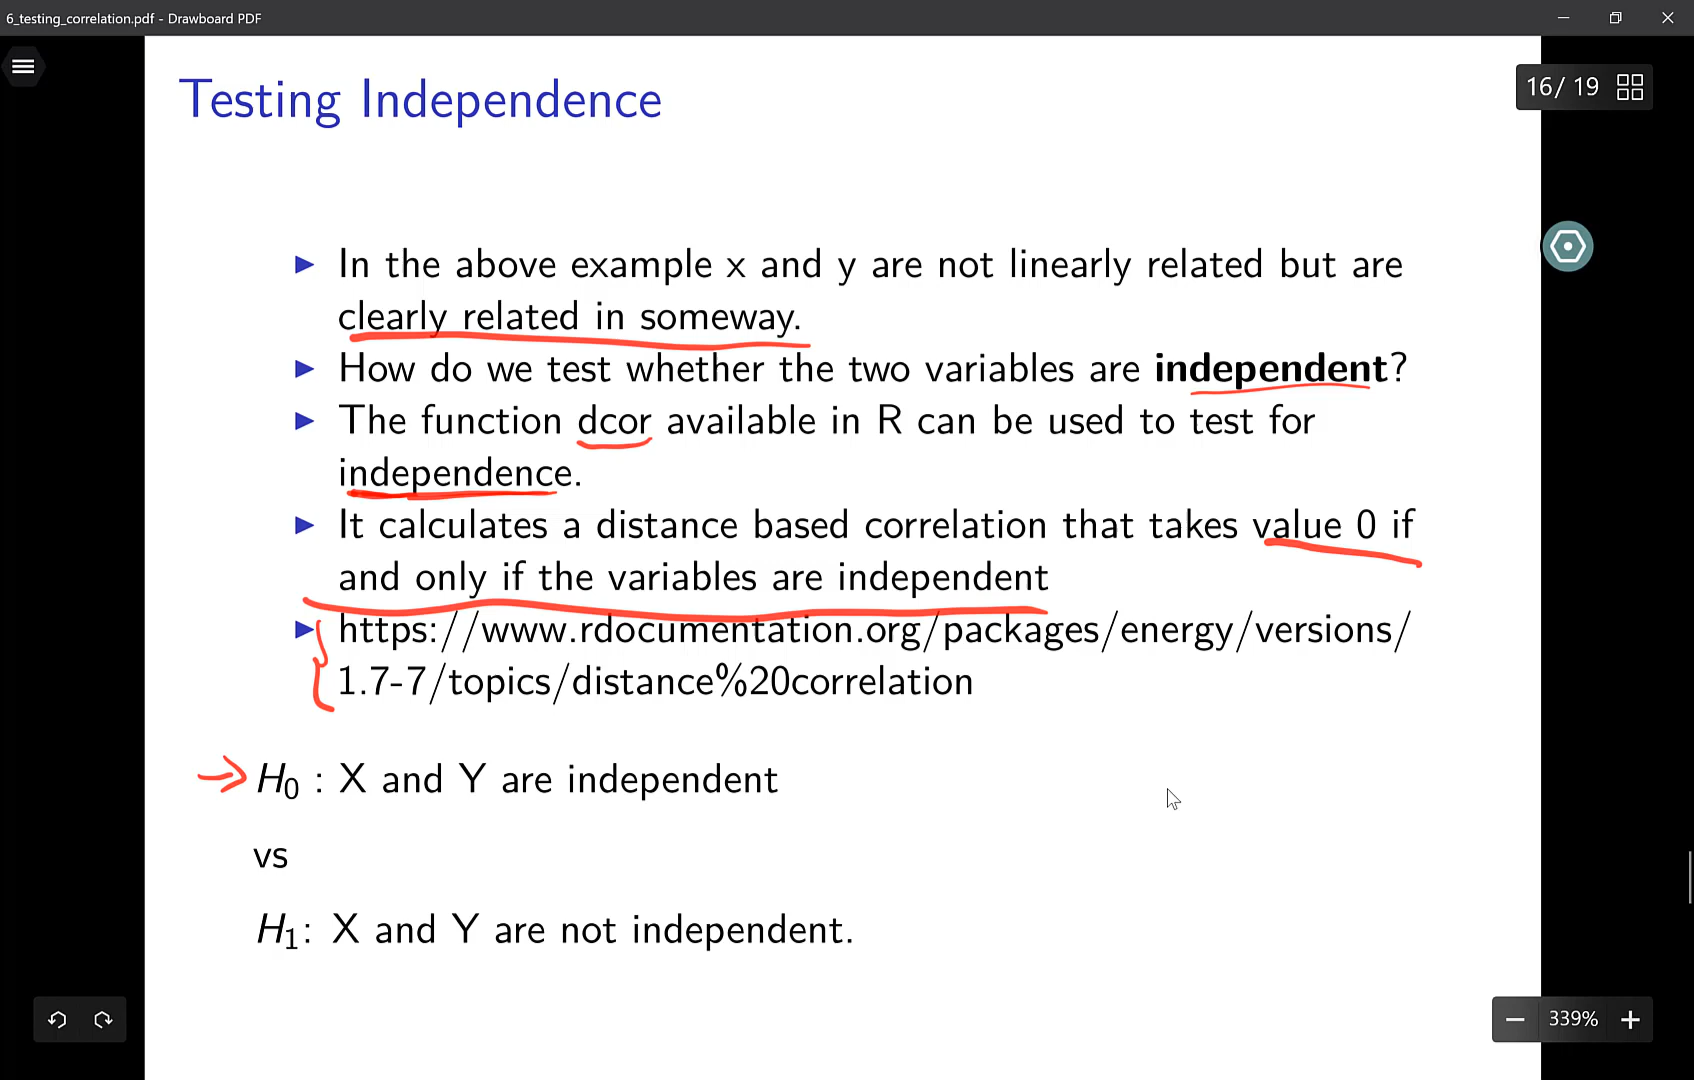 6_testing_correlation.pdf - Drawboard PDF
Testing Independence
16/ 19
In the above example x and y are not linearly related but are
clearly related in someway.
How do we test whether the two variables are independent?
The function dcor available in R can be used to test for
independence.
It calculates a distance based correlation that takes value 0 if
and only if the variables are independent
https://www.rdocumentation.org/packages/energy/versions/
1.7-7/topics/distance%20correlation
H₀ : X and Y are independent
vs
H₁: X and Y are not independent.
339%